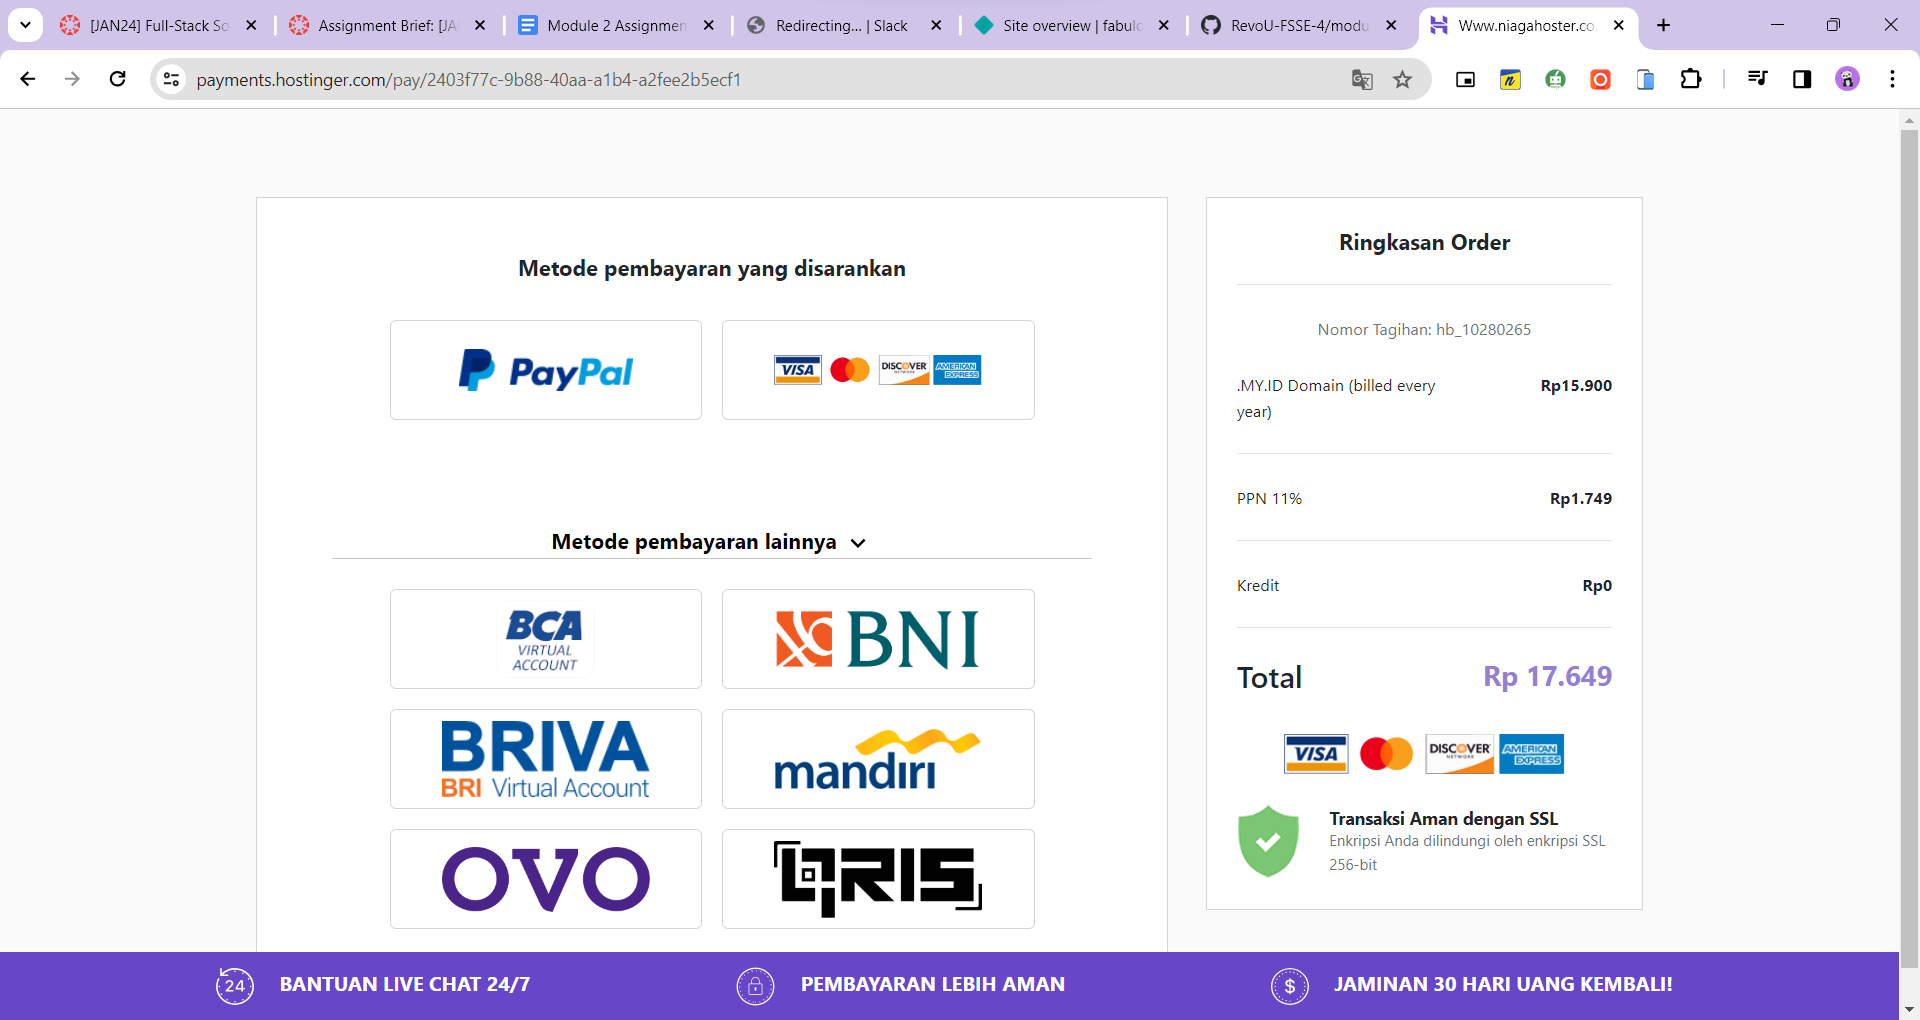 [JAN24] Full-Stack So
Assignment Brief: [JA
Module 2 Assignmen
Redirecting... | Slack
Site overview | fabulo
RevoU-FSSE-4/modu
Www.niagahoster.co.
payments.hostinger.com/pay/2403f77c-9b88-40aa-a1b4-a2fee2b5ecf1
Metode pembayaran yang disarankan
PayPal
VISA
DISCOVER
NETWORK
AMERICAN
EXPRESS
Metode pembayaran lainnya
BCA
VIRTUAL
ACCOUNT
BNI
BRIVA
BRI Virtual Account
mandiri
OVO
QRIS
Ringkasan Order
Nomor Tagihan: hb_10280265
.MY.ID Domain (billed every
year)
Rp15.900
PPN 11%
Rp1.749
Kredit
Rp0
Total
Rp 17.649
VISA
DISCOVER
NETWORK
AMERICAN
EXPRESS
Transaksi Aman dengan SSL
Enkripsi Anda dilindungi oleh enkripsi SSL
256-bit
24
BANTUAN LIVE CHAT 24/7
PEMBAYARAN LEBIH AMAN
$
JAMINAN 30 HARI UANG KEMBALI!